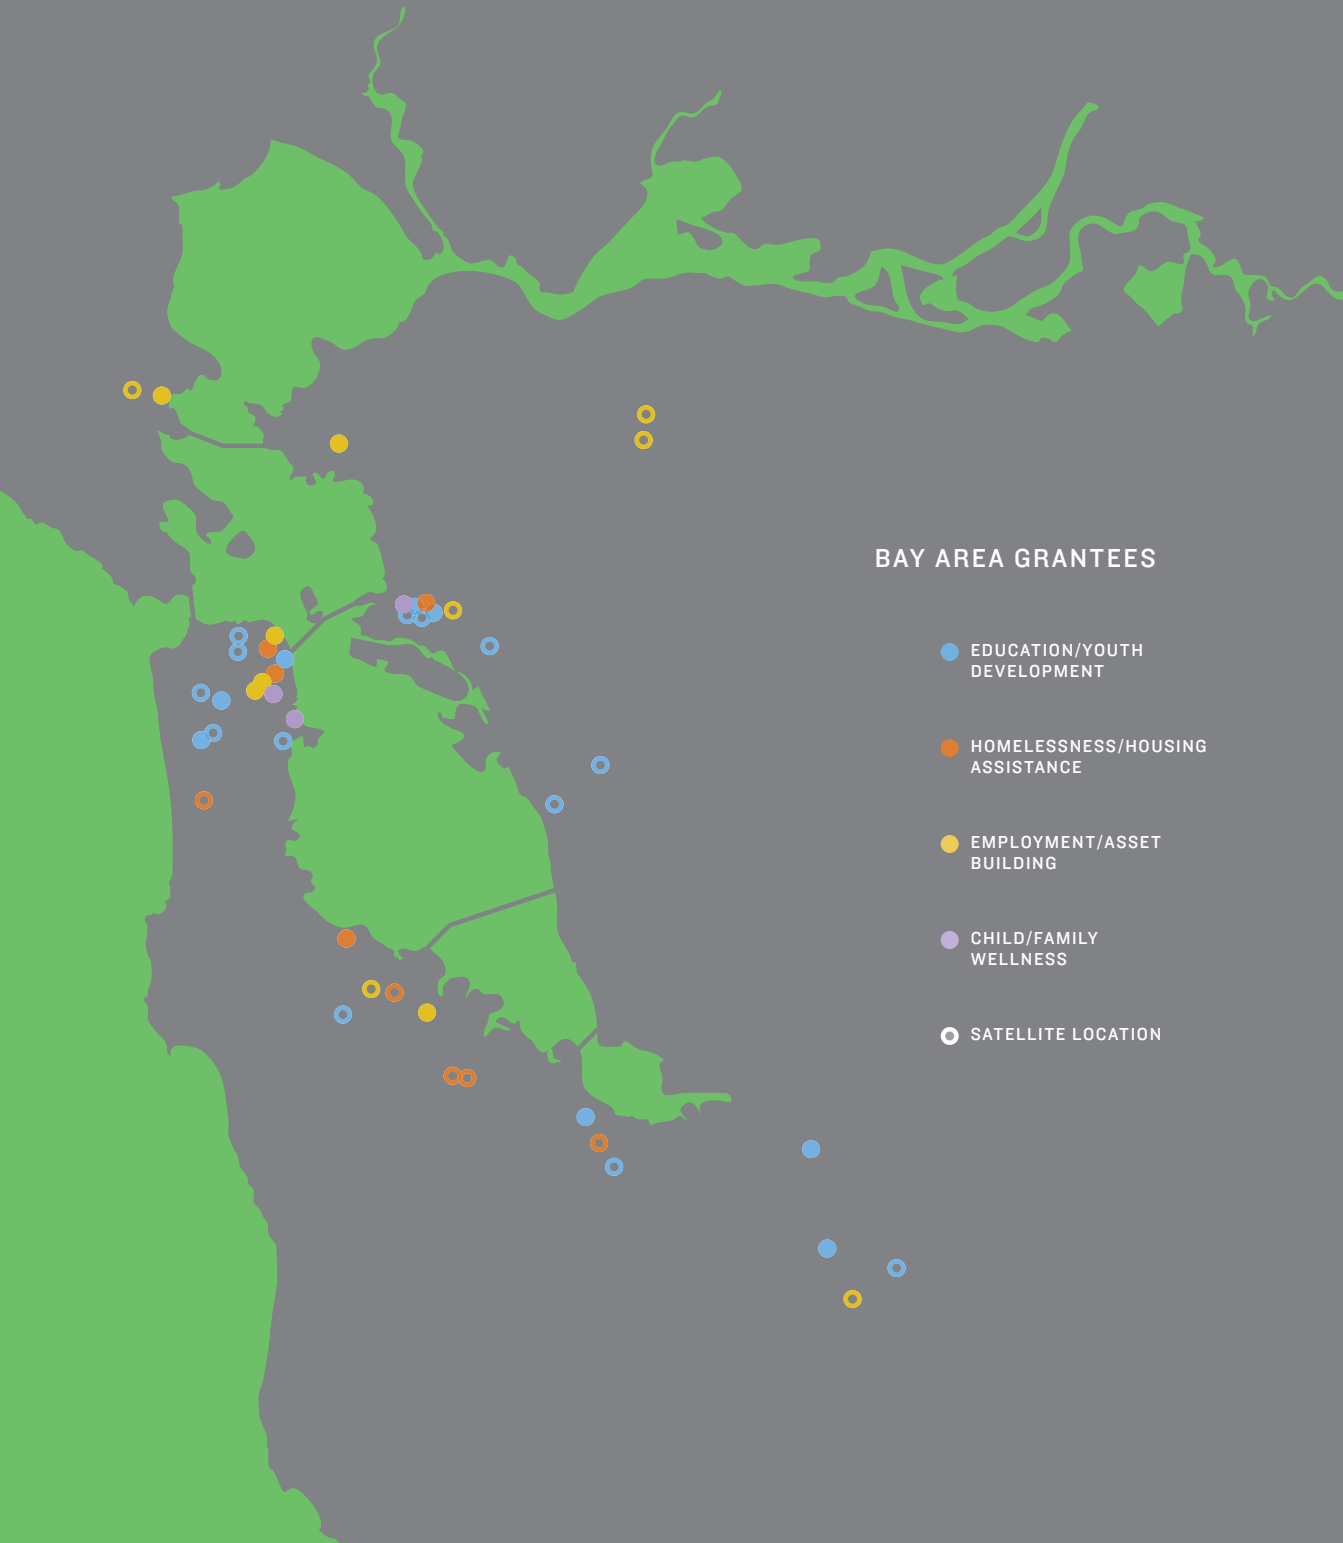 BAY AREA GRANTEES
EDUCATION/YOUTH
DEVELOPMENT
HOMELESSNESS/HOUSING
ASSISTANCE
EMPLOYMENT/ASSET
BUILDING
CHILD/FAMILY
WELLNESS
SATELLITE LOCATION